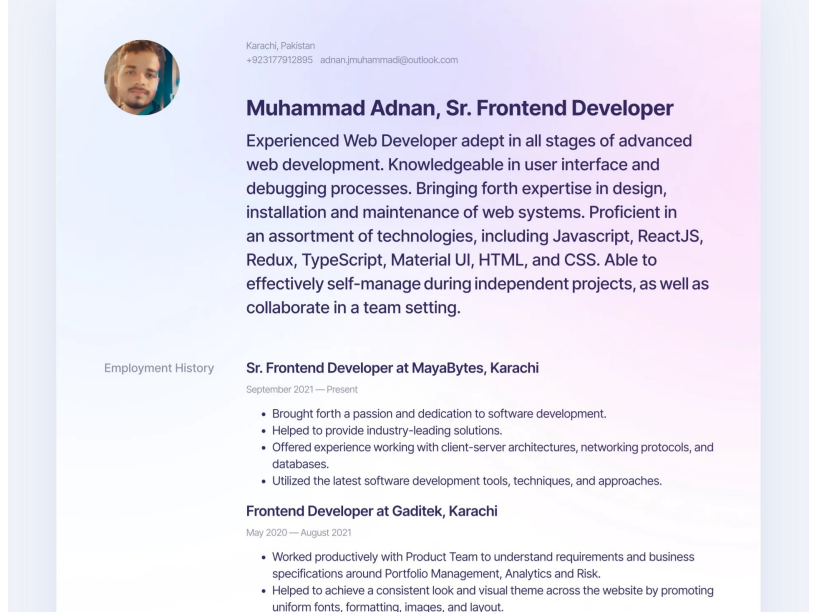 Karachi, Pakistan
+923177912895 adnan.jmuhammadi@outlook.com
Muhammad Adnan, Sr. Frontend Developer
Experienced Web Developer adept in all stages of advanced
web development. Knowledgeable in user interface and
debugging processes. Bringing forth expertise in design,
installation and maintenance of web systems. Proficient in
an assortment of technologies, including Javascript, ReactJS,
Redux, TypeScript, Material UI, HTML, and CSS. Able to
effectively self-manage during independent projects, as well as
collaborate in a team setting.
Employment History
Sr. Frontend Developer at MayaBytes, Karachi
September 2021 — Present
• Brought forth a passion and dedication to software development.
• Helped to provide industry-leading solutions.
• Offered experience working with client-server architectures, networking protocols, and
databases.
• Utilized the latest software development tools, techniques, and approaches.
Frontend Developer at Gaditek, Karachi
May 2020 — August 2021
• Worked productively with Product Team to understand requirements and business
specifications around Portfolio Management, Analytics and Risk.
• Helped to achieve a consistent look and visual theme across the website by promoting
uniform fonts, formatting, images, and layout.